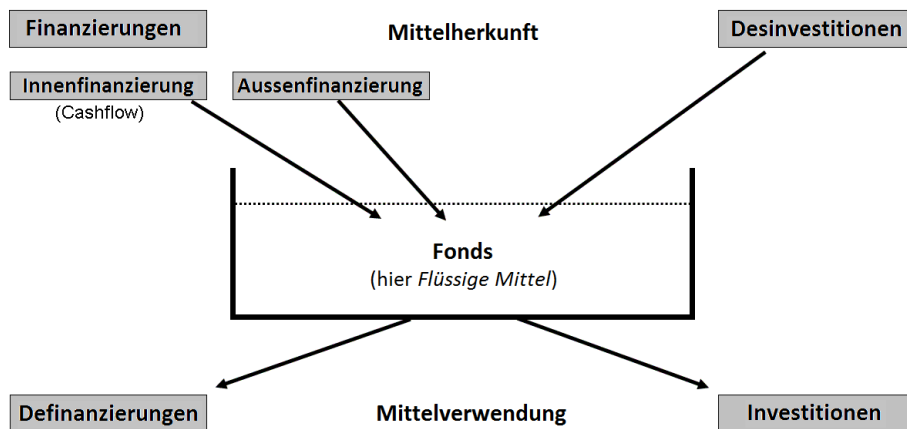 Finanzierungen
Mittelherkunft
Desinvestitionen
Innenfinanzierung
Aussenfinanzierung
(Cashflow)
Fonds
(hier Flüssige Mittel)
Definanzierungen
Mittelverwendung
Investitionen